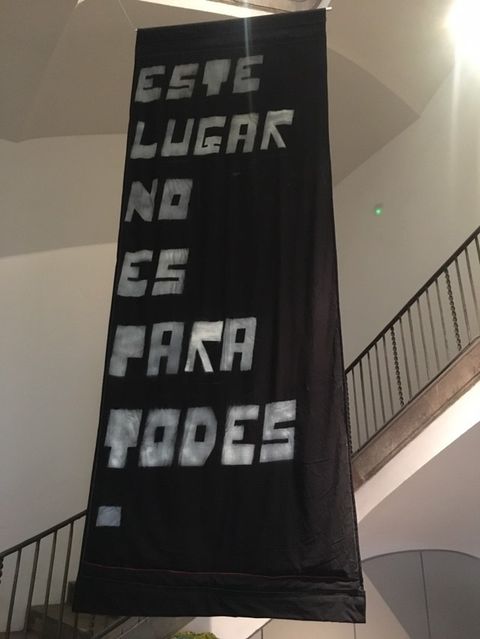 ESTE
LUGAR
NO
ES
PARA
TODES
.